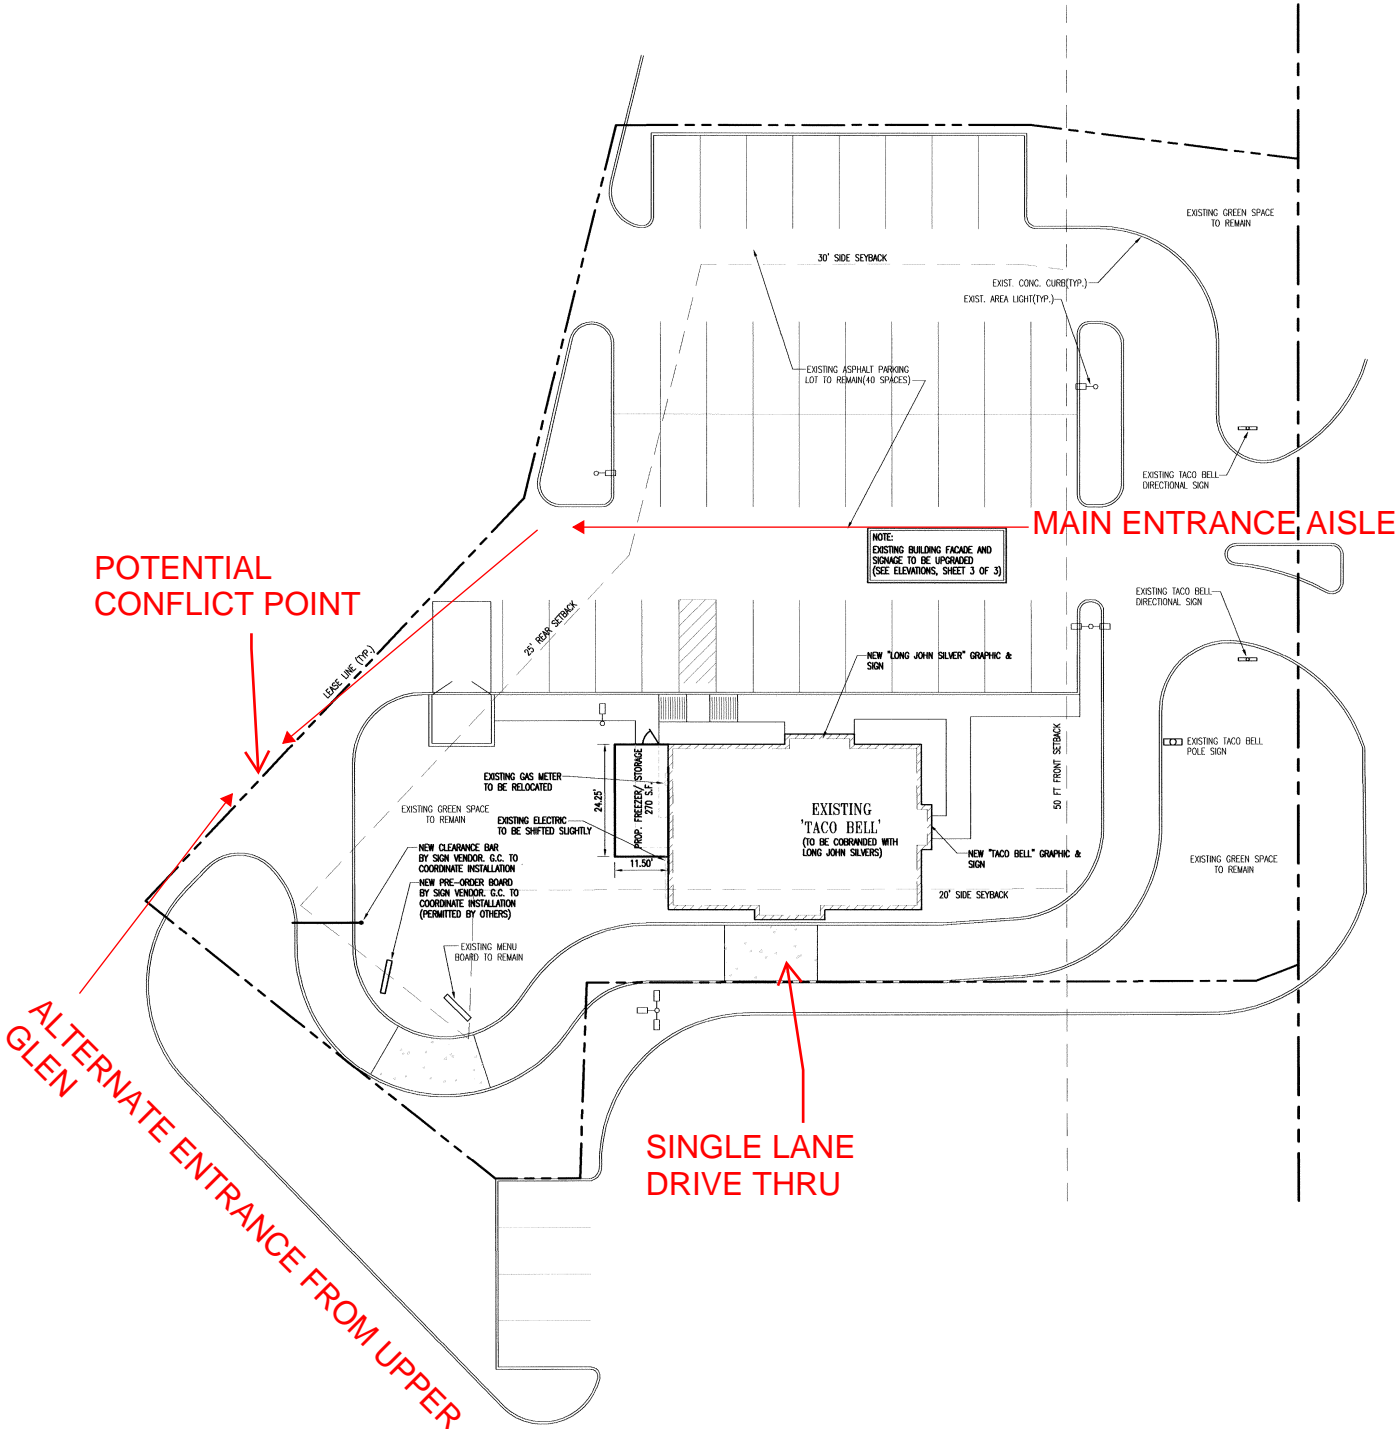 EXISTING GREEN SPACE
TO REMAIN
30' SIDE SEYBACK
EXIST. CONC. CURB(TYP.)
EXIST. AREA LIGHT(TYP.)
EXISTING ASPHALT PARKING
LOT TO REMAIN(40 SPACES)
EXISTING TACO BELL
DIRECTIONAL SIGN
MAIN ENTRANCE AISLE
NOTE:
EXISTING BUILDING FACADE AND
SIGNAGE TO BE UPGRADED
(SEE ELEVATIONS, SHEET 3 OF 3)
POTENTIAL
CONFLICT POINT
EXISTING TACO BELL
DIRECTIONAL SIGN
25' REAR SETBACK
LEASE LINE (TYP.)
NEW "LONG JOHN SILVER" GRAPHIC &
SIGN
50 FT FRONT SETBACK
EXISTING TACO BELL
POLE SIGN
EXISTING GAS METER
TO BE RELOCATED
24.25'
PROP. FREEZER/ STORAGE
270 S.F.
EXISTING GREEN SPACE
TO REMAIN
EXISTING ELECTRIC
TO BE SHIFTED SLIGHTLY
EXISTING
'TACO BELL'
(TO BE COBRANDED WITH
LONG JOHN SILVERS)
NEW CLEARANCE BAR
BY SIGN VENDOR. G.C. TO
COORDINATE INSTALLATION
11.50'
NEW "TACO BELL" GRAPHIC &
SIGN
EXISTING GREEN SPACE
TO REMAIN
NEW PRE-ORDER BOARD
BY SIGN VENDOR. G.C. TO
COORDINATE INSTALLATION
(PERMITTED BY OTHERS)
20' SIDE SEYBACK
EXISTING MENU
BOARD TO REMAIN
ALTERNATE ENTRANCE FROM UPPER
GLEN
SINGLE LANE
DRIVE THRU